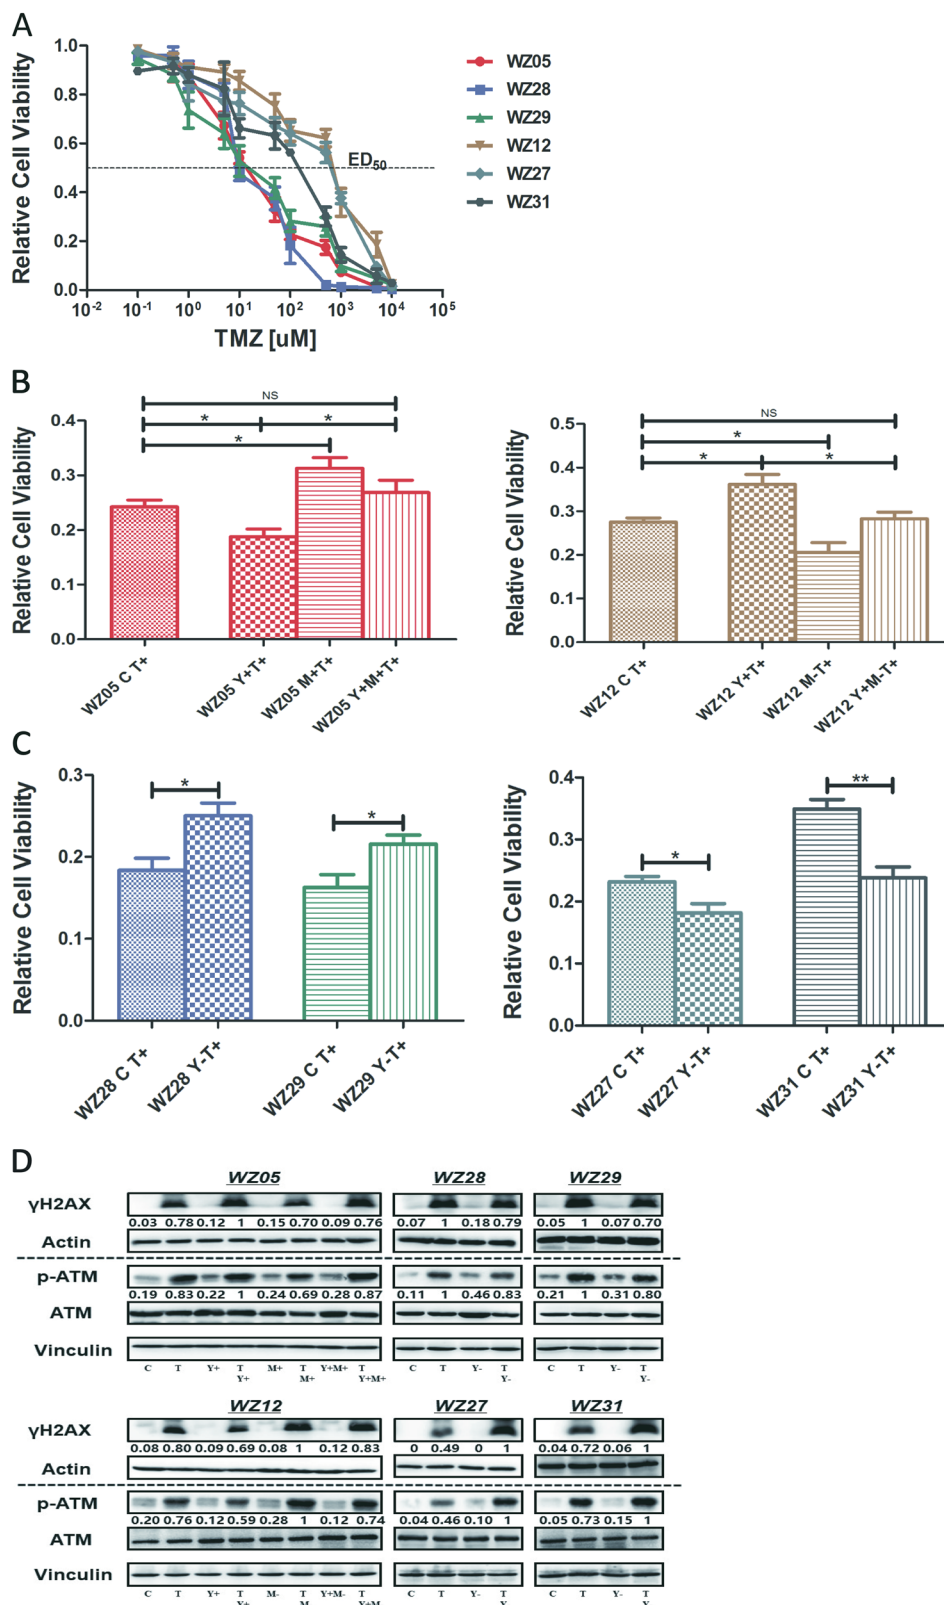 A
Relative Cell Viability
1.0
0.8
0.6
0.4
0.2
0.0
ED50
10-2 10-1 100 101 102 103 104 105
TMZ [uM]
WZ05
WZ28
WZ29
WZ12
WZ27
WZ31
B
Relative Cell Viability
0.4
0.3
0.2
0.1
0.0
NS
* *
*
WZ05 C T+
WZ05 Y+T+
WZ05 M+T+
WZ05 Y+M+T+
Relative Cell Viability
0.5
0.4
0.3
0.2
0.1
0.0
NS
*
* *
WZ12 C T+
WZ12 Y+T+
WZ12 M-T+
WZ12 Y+M-T+
C
Relative Cell Viability
0.3
0.2
0.1
0.0
*
*
WZ28 C T+
WZ28 Y-T+
WZ29 C T+
WZ29 Y-T+
Relative Cell Viability
0.4
0.3
0.2
0.1
0.0
*
**
WZ27 C T+
WZ27 Y-T+
WZ31 C T+
WZ31 Y-T+
D
WZ05 WZ28 WZ29
γH2AX
0.03 0.78 0.12 1 0.15 0.70 0.09 0.76 0.07 1 0.18 0.79 0.05 1 0.07 0.70
Actin
p-ATM
0.19 0.83 0.22 1 0.24 0.69 0.28 0.87 0.11 1 0.46 0.83 0.21 1 0.31 0.80
ATM
Vinculin
C T Y+ T M+ T Y+M+ T C T Y- T C T Y- T
Y+ M+ Y+M+ Y- Y-
WZ12 WZ27 WZ31
γH2AX
0.08 0.80 0.09 0.69 0.08 1 0.12 0.83 0 0.49 0 1 0.04 0.72 0.06 1
Actin
p-ATM
0.20 0.76 0.12 0.59 0.28 1 0.12 0.74 0.04 0.46 0.10 1 0.05 0.73 0.15 1
ATM
Vinculin
C T Y+ T M- T Y+M- T C T Y- T C T Y- T
Y+ M Y+M Y Y